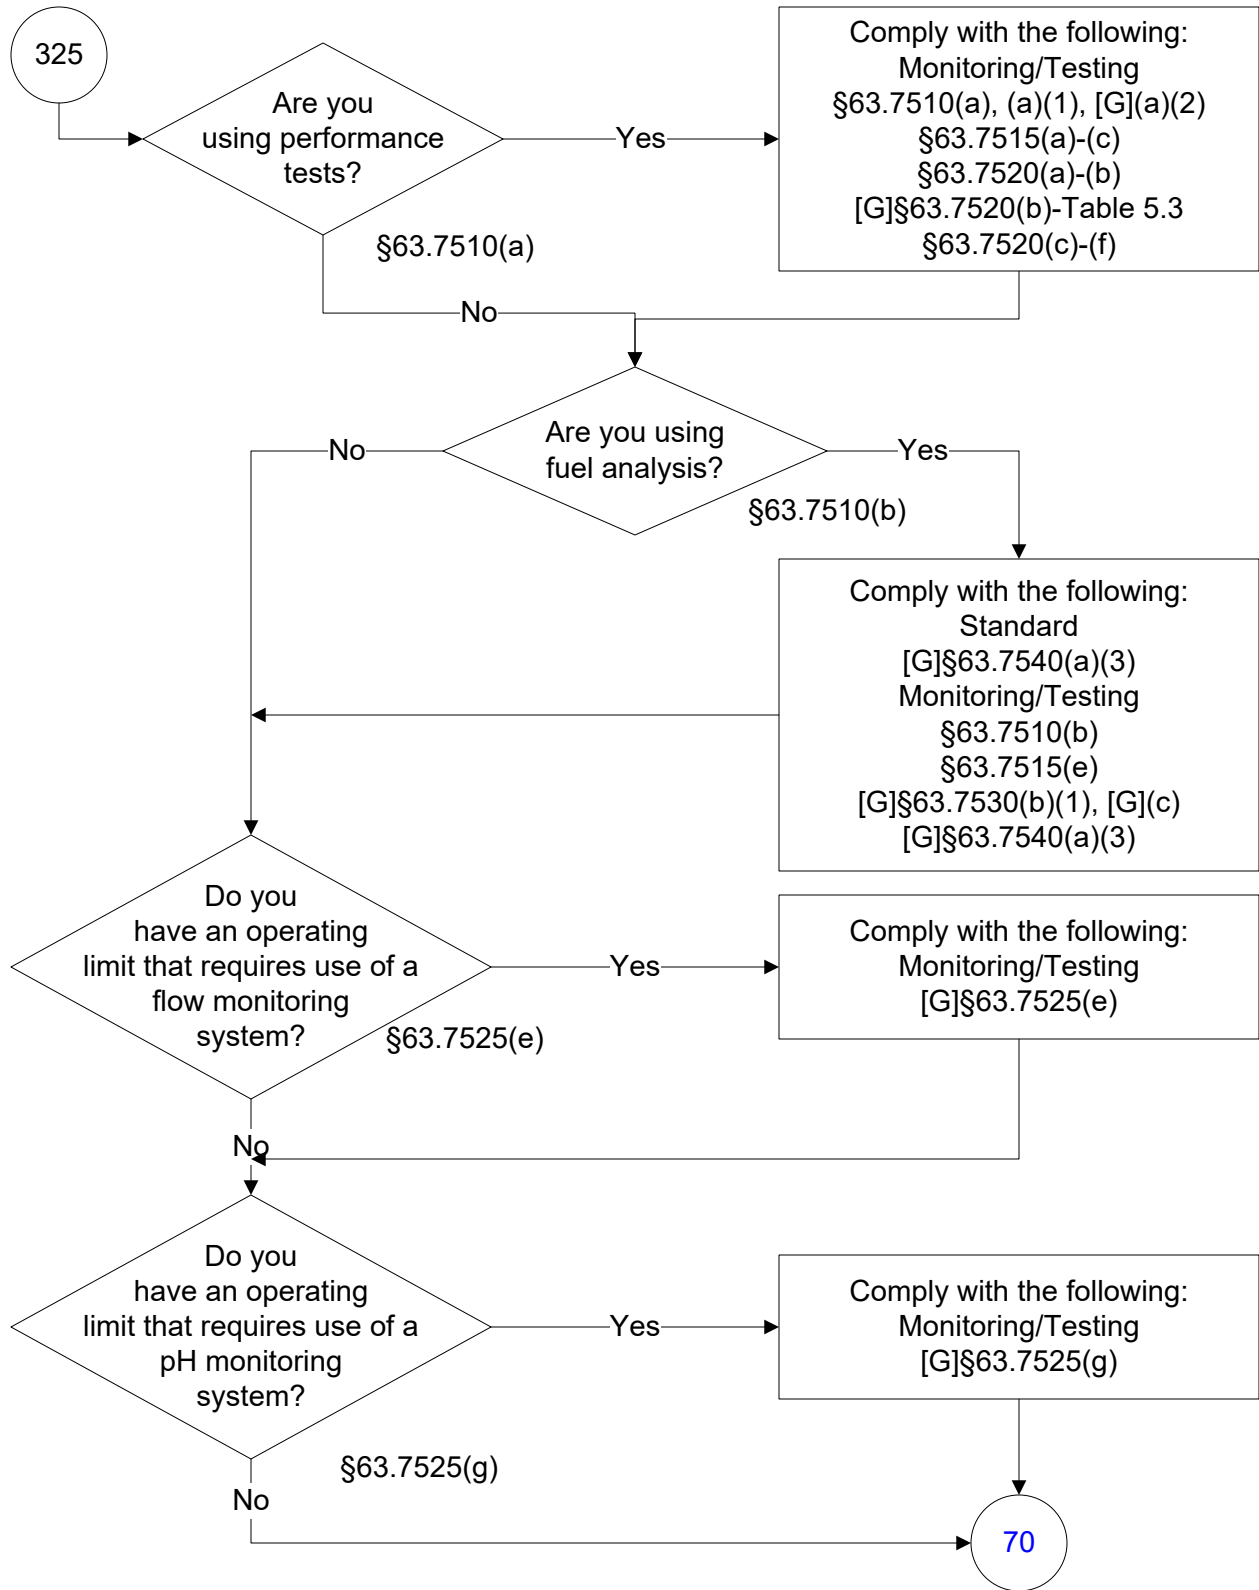 325
Are you
using performance
tests?
Yes
Comply with the following:
Monitoring/Testing
§63.7510(a), (a)(1), [G](a)(2)
§63.7515(a)-(c)
§63.7520(a)-(b)
[G]§63.7520(b)-Table 5.3
§63.7520(c)-(f)
§63.7510(a)
No
Are you using
fuel analysis?
No
Yes
§63.7510(b)
Comply with the following:
Standard
[G]§63.7540(a)(3)
Monitoring/Testing
§63.7510(b)
§63.7515(e)
[G]§63.7530(b)(1), [G](c)
[G]§63.7540(a)(3)
Do you
have an operating
limit that requires use of a
flow monitoring
system?
Yes
§63.7525(e)
Comply with the following:
Monitoring/Testing
[G]§63.7525(e)
No
Do you
have an operating
limit that requires use of a
pH monitoring
system?
Yes
Comply with the following:
Monitoring/Testing
[G]§63.7525(g)
§63.7525(g)
No
70